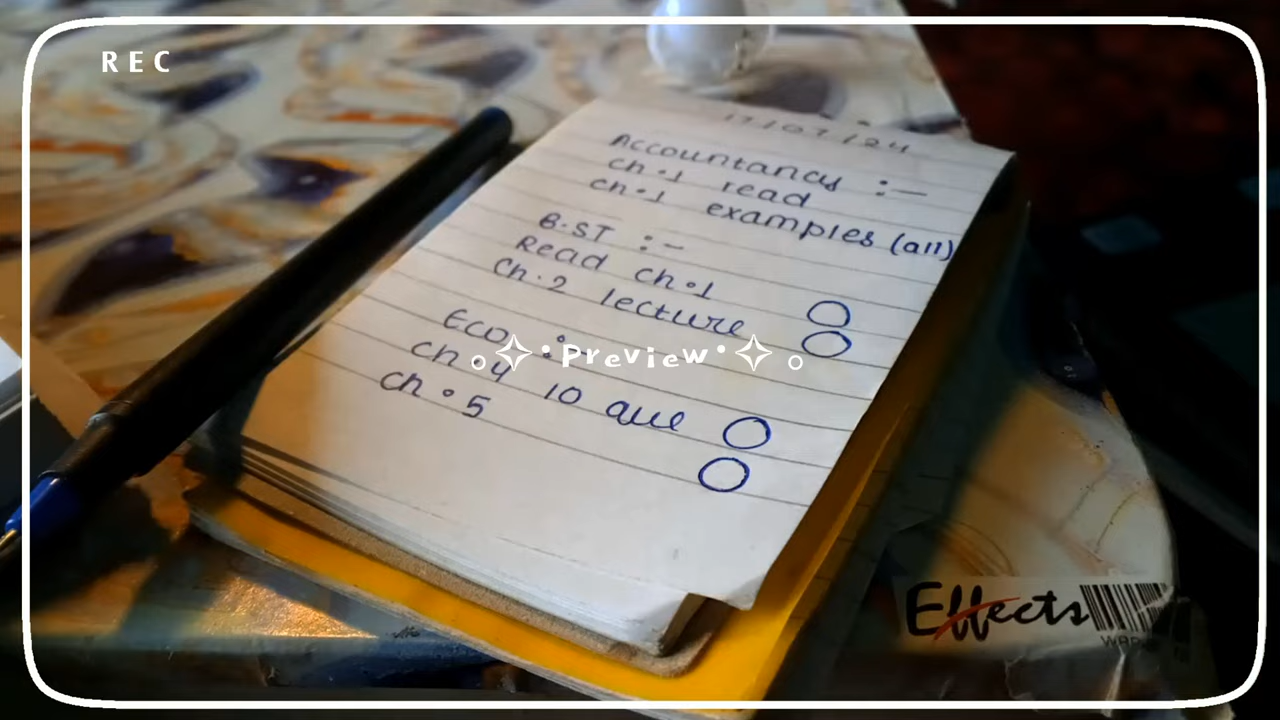 REC
17/07/24
Accountancy :-
ch.1 read
ch.1 examples (all)
B.ST :-
Read ch.1
Ch.2 lecture
Eco :-
Preview
ch.4 10 que
ch.5
Effects